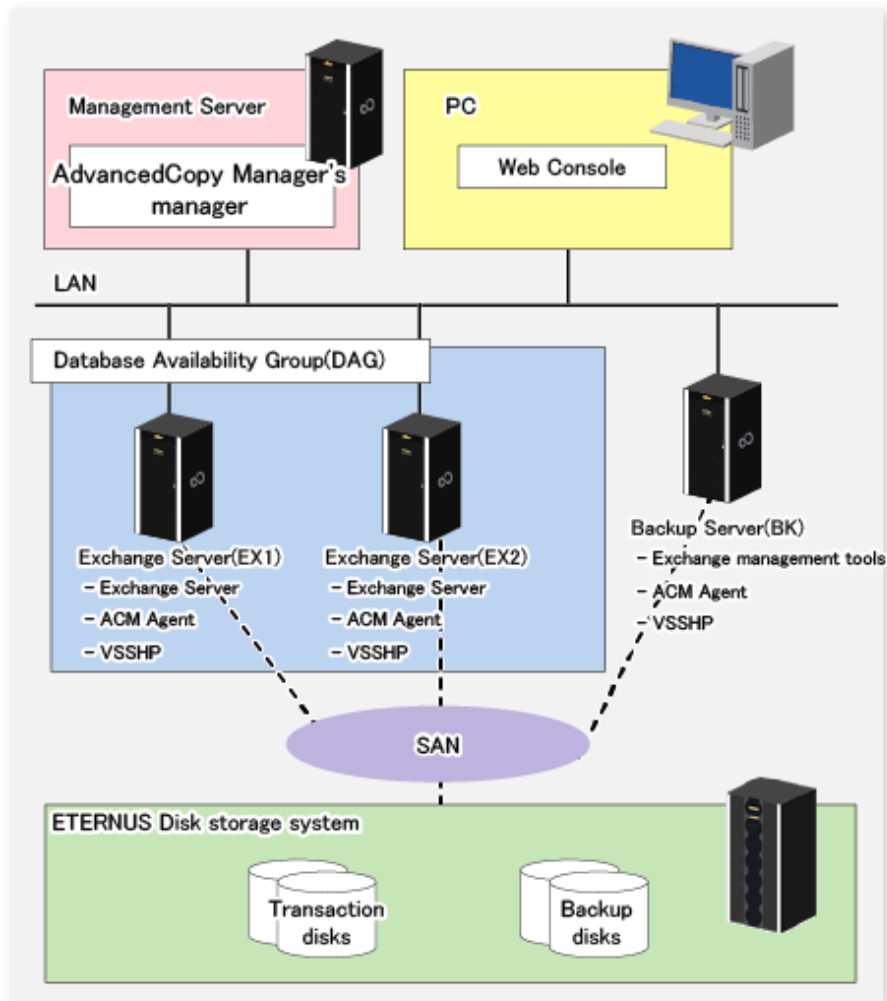 Management Server
AdvancedCopy Manager's
manager
PC
Web Console
LAN
Database Availability Group(DAG)
Exchange Server(EX1)
- Exchange Server
- ACM Agent
- VSSHP
Exchange Server(EX2)
- Exchange Server
- ACM Agent
- VSSHP
Backup Server(BK)
- Exchange management tools
- ACM Agent
- VSSHP
SAN
ETERNUS Disk storage system
Transaction
disks
Backup
disks